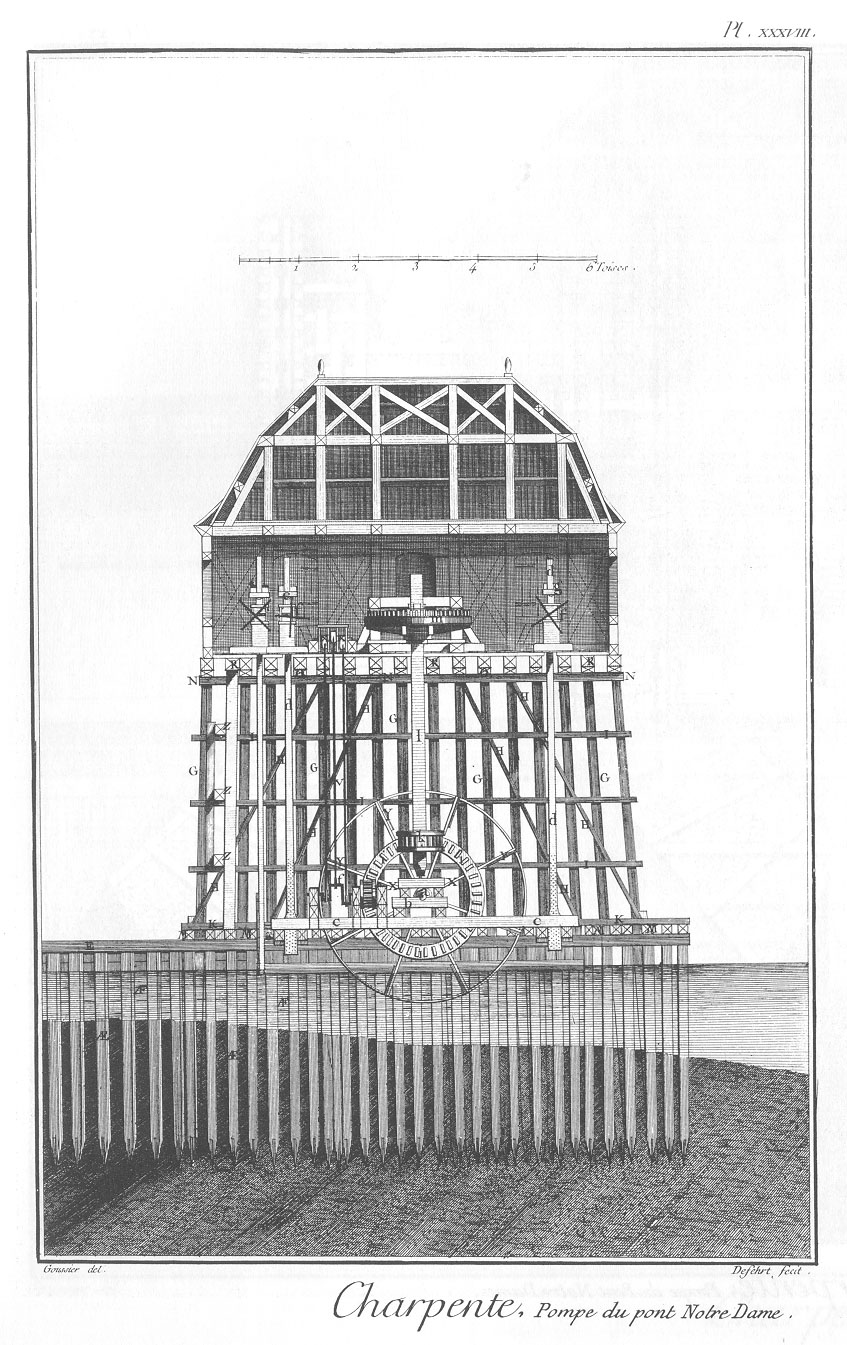 Pl. XXXVIII.
1 2 3 4 5 6 Toises.
N K K K N
G H G H
d H G I I
Z I H G G H
Z I V I
Z I Y X Y H I
H H f X a X H
K b c C C K M
M E
Æ Æ
Æ Æ
Goussier del. Defehrt fecit.
Charpente, Pompe du pont Notre Dame.